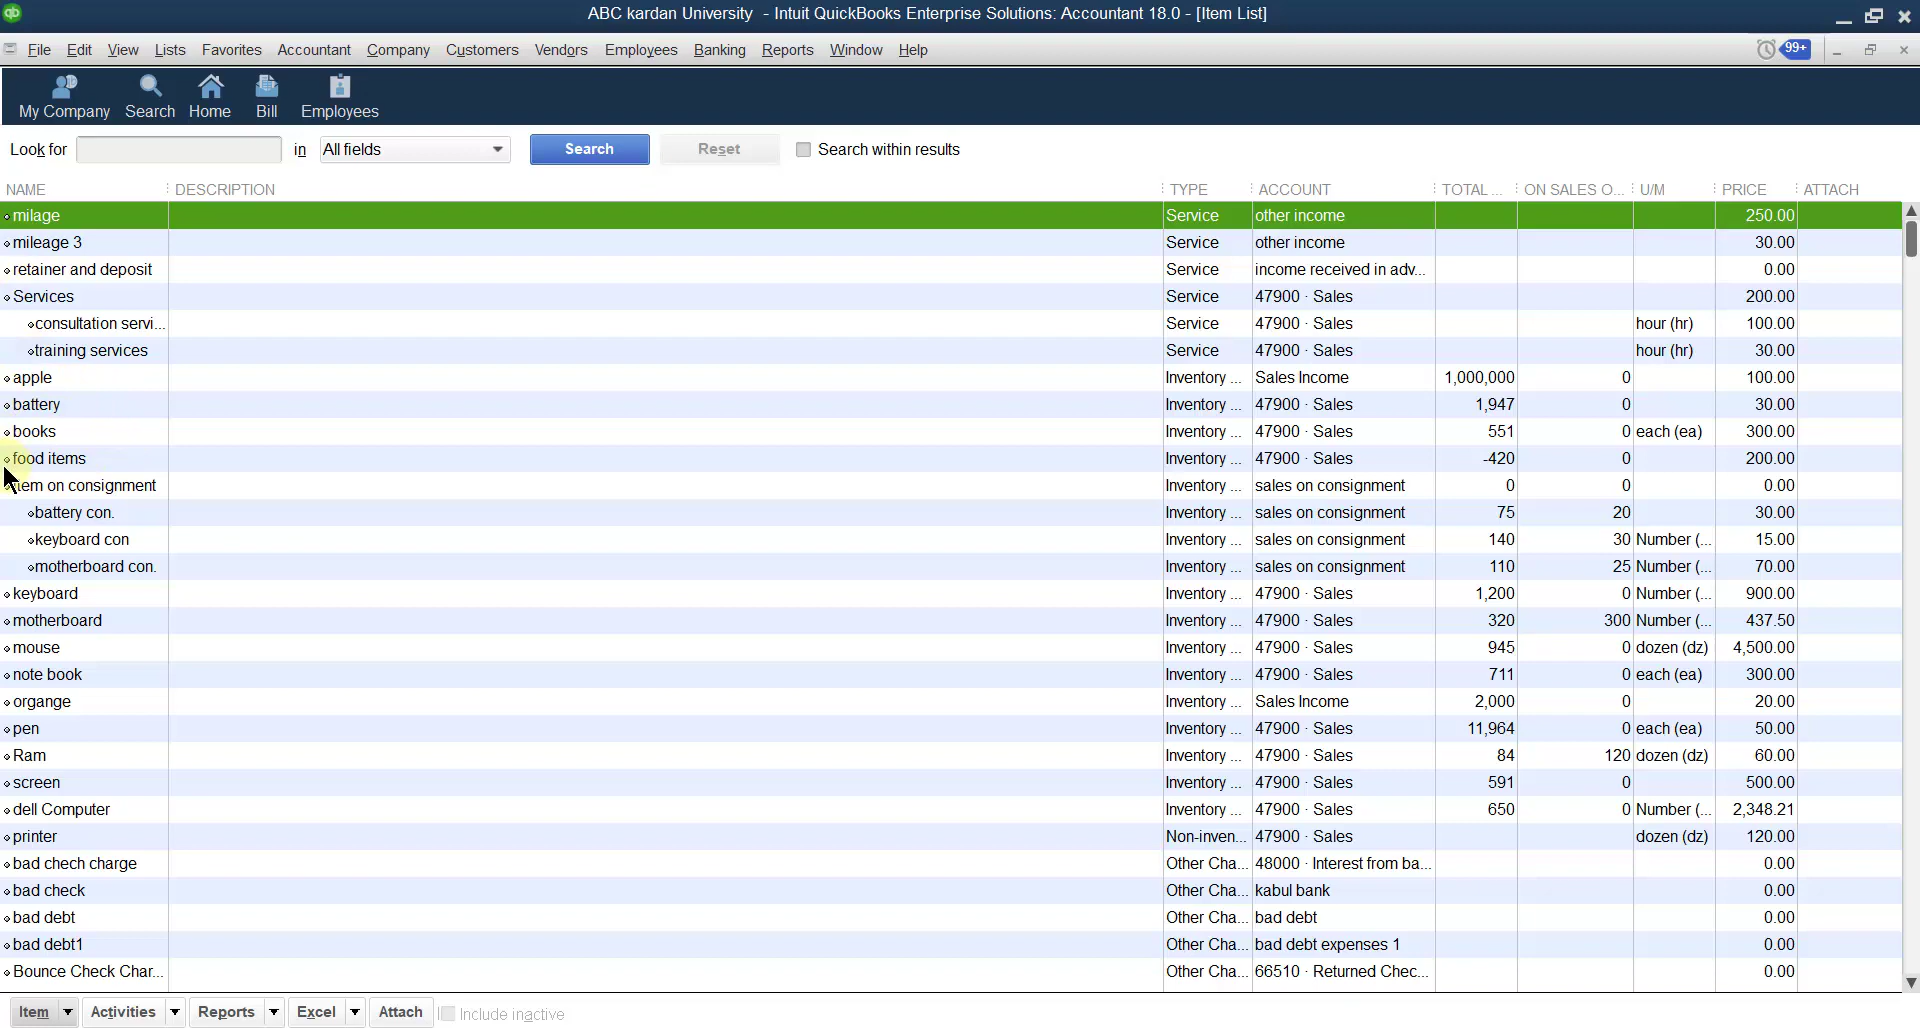 ABC kardan University - Intuit QuickBooks Enterprise Solutions: Accountant 18.0 - [Item List]
File Edit View Lists Favorites Accountant Company Customers Vendors Employees Banking Reports Window Help 99+
My Company Search Home Bill Employees
Look for in All fields Search Reset Search within results
NAME DESCRIPTION TYPE ACCOUNT TOTAL ... ON SALES O... U/M PRICE ATTACH
milage Service other income 250.00
mileage 3 Service other income 30.00
retainer and deposit Service income received in adv... 0.00
Services Service 47900 · Sales 200.00
consultation servi... Service 47900 · Sales hour (hr) 100.00
training services Service 47900 · Sales hour (hr) 30.00
apple Inventory ... Sales Income 1,000,000 0 100.00
battery Inventory ... 47900 · Sales 1,947 0 30.00
books Inventory ... 47900 · Sales 551 0 each (ea) 300.00
food items Inventory ... 47900 · Sales -420 0 200.00
item on consignment Inventory ... sales on consignment 0 0 0.00
battery con. Inventory ... sales on consignment 75 20 30.00
keyboard con Inventory ... sales on consignment 140 30 Number (... 15.00
motherboard con. Inventory ... sales on consignment 110 25 Number (... 70.00
keyboard Inventory ... 47900 · Sales 1,200 0 Number (... 900.00
motherboard Inventory ... 47900 · Sales 320 300 Number (... 437.50
mouse Inventory ... 47900 · Sales 945 0 dozen (dz) 4,500.00
note book Inventory ... 47900 · Sales 711 0 each (ea) 300.00
organge Inventory ... Sales Income 2,000 0 20.00
pen Inventory ... 47900 · Sales 11,964 0 each (ea) 50.00
Ram Inventory ... 47900 · Sales 84 120 dozen (dz) 60.00
screen Inventory ... 47900 · Sales 591 0 500.00
dell Computer Inventory ... 47900 · Sales 650 0 Number (... 2,348.21
printer Non-inven... 47900 · Sales dozen (dz) 120.00
bad chech charge Other Cha... 48000 · Interest from ba... 0.00
bad check Other Cha... kabul bank 0.00
bad debt Other Cha... bad debt 0.00
bad debt1 Other Cha... bad debt expenses 1 0.00
Bounce Check Char... Other Cha... 66510 · Returned Chec... 0.00
Item Activities Reports Excel Attach Include inactive